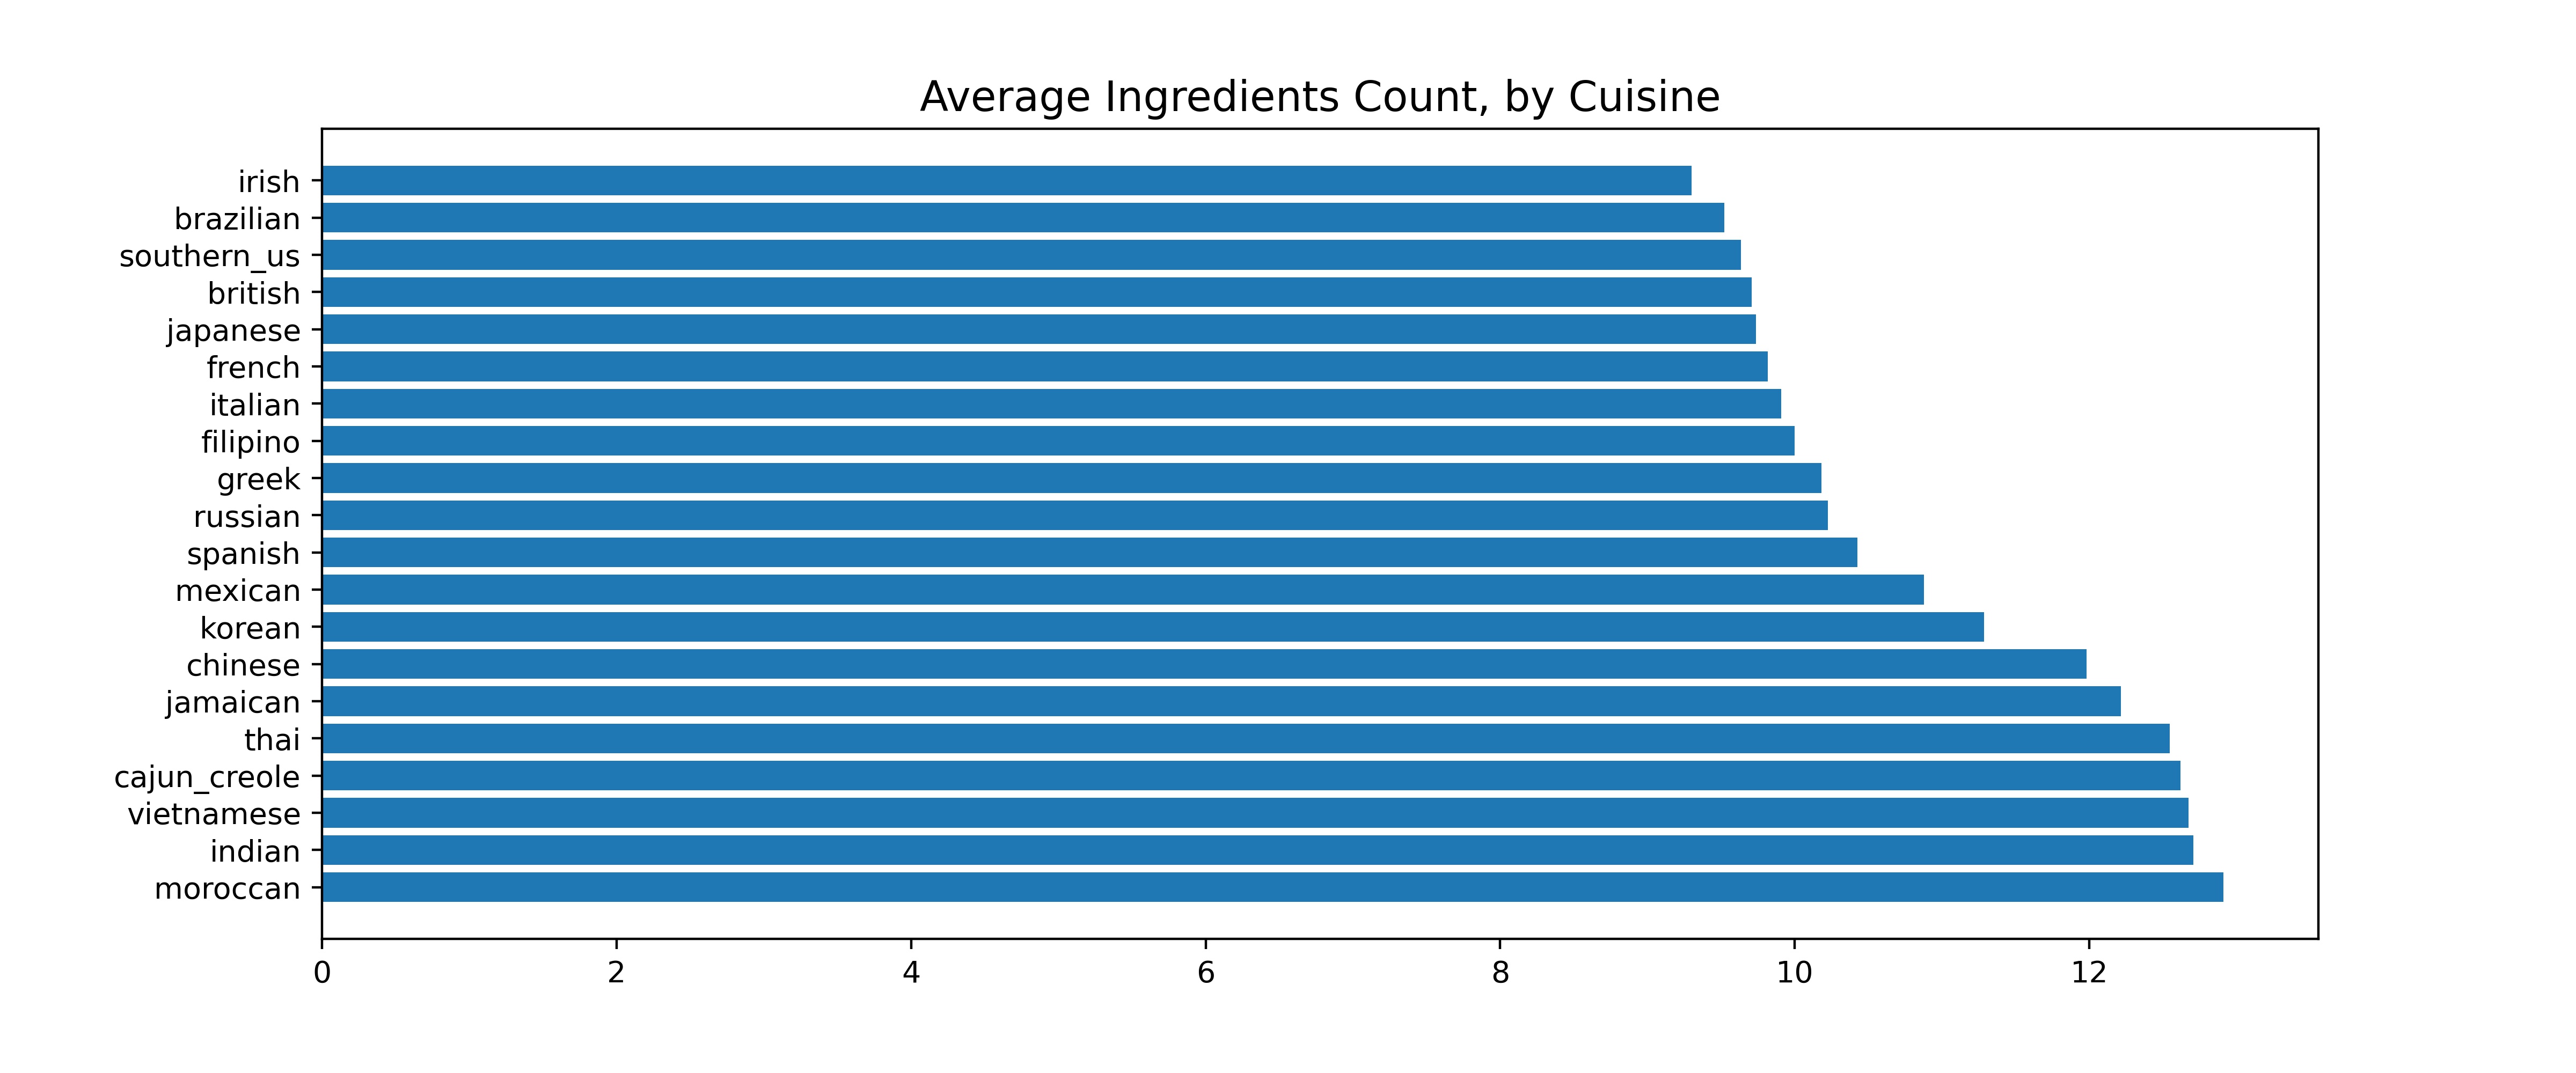 Average Ingredients Count, by Cuisine
irish
brazilian
southern_us
british
japanese
french
italian
filipino
greek
russian
spanish
mexican
korean
chinese
jamaican
thai
cajun_creole
vietnamese
indian
moroccan
0 2 4 6 8 10 12